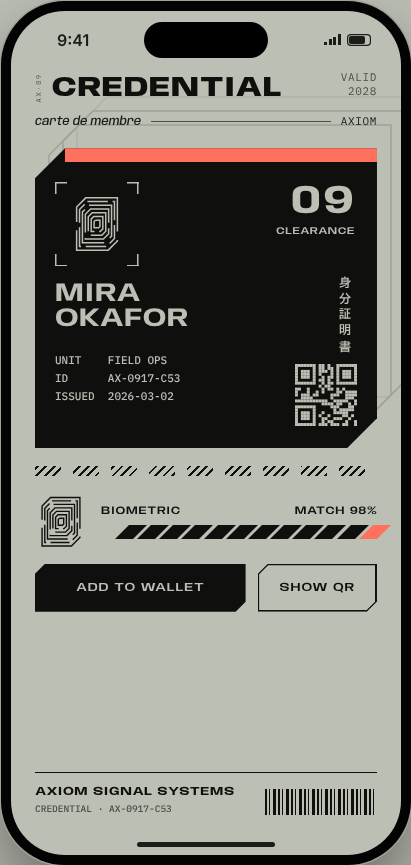 9:41
AX-09
CREDENTIAL
VALID
2028
carte de membre
AXIOM
09
CLEARANCE
MIRA
OKAFOR
身分証明書
UNIT FIELD OPS
ID AX-0917-C53
ISSUED 2026-03-02
BIOMETRIC MATCH 98%
ADD TO WALLET SHOW QR
AXIOM SIGNAL SYSTEMS
CREDENTIAL · AX-0917-C53